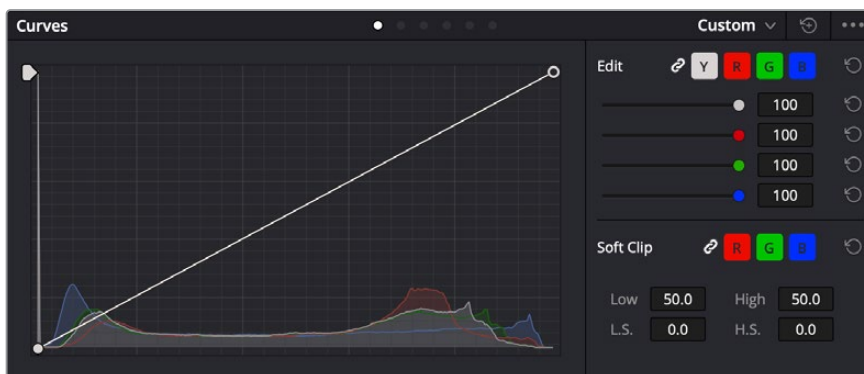 Curves
Custom
Edit
Y R G B
100
100
100
100
Soft Clip
R G B
Low 50.0 High 50.0
L.S. 0.0 H.S. 0.0